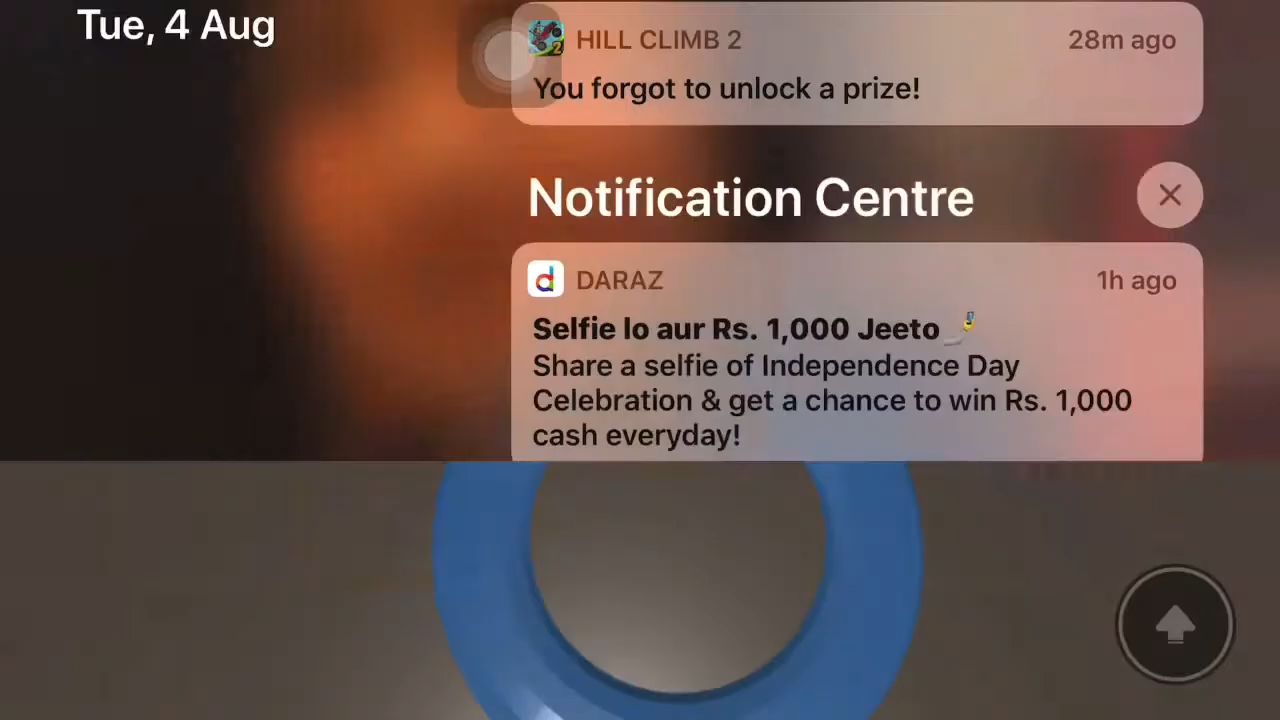 Tue, 4 Aug
HILL CLIMB 2
28m ago
You forgot to unlock a prize!
Notification Centre
DARAZ
1h ago
Selfie lo aur Rs. 1,000 Jeeto🤳
Share a selfie of Independence Day
Celebration & get a chance to win Rs. 1,000
cash everyday!